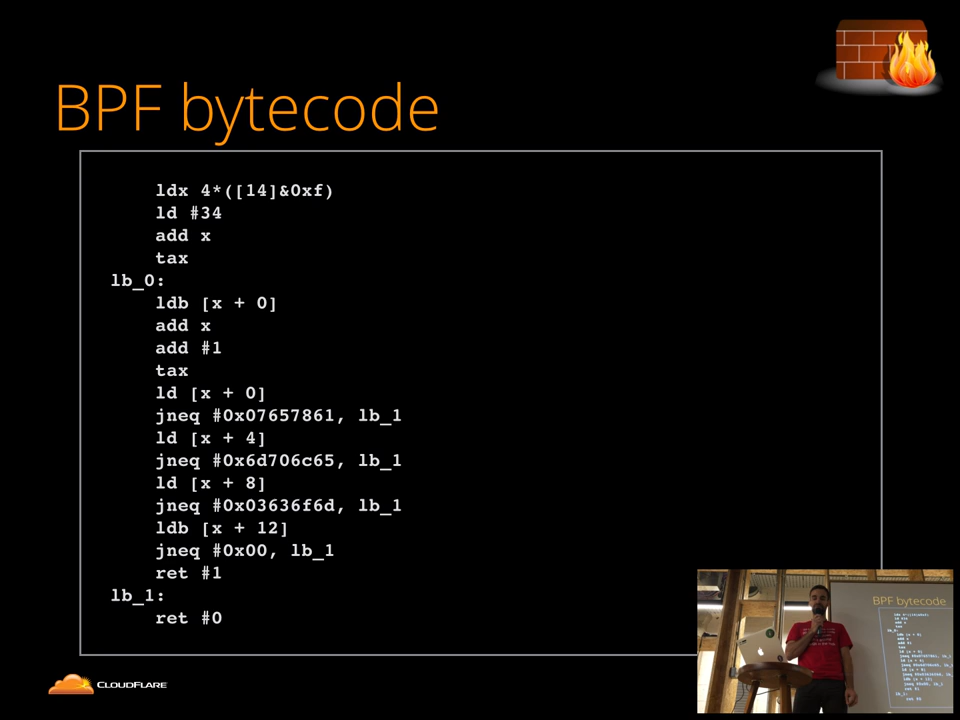 BPF bytecode
ldx 4*([14]&0xf)
ld #34
add x
tax
lb_0:
ldb [x + 0]
add x
add #1
tax
ld [x + 0]
jneq #0x07657861, lb_1
ld [x + 4]
jneq #0x6d706c65, lb_1
ld [x + 8]
jneq #0x03636f6d, lb_1
ldb [x + 12]
jneq #0x00, lb_1
ret #1
lb_1:
ret #0
CLOUDFLARE
BPF bytecode